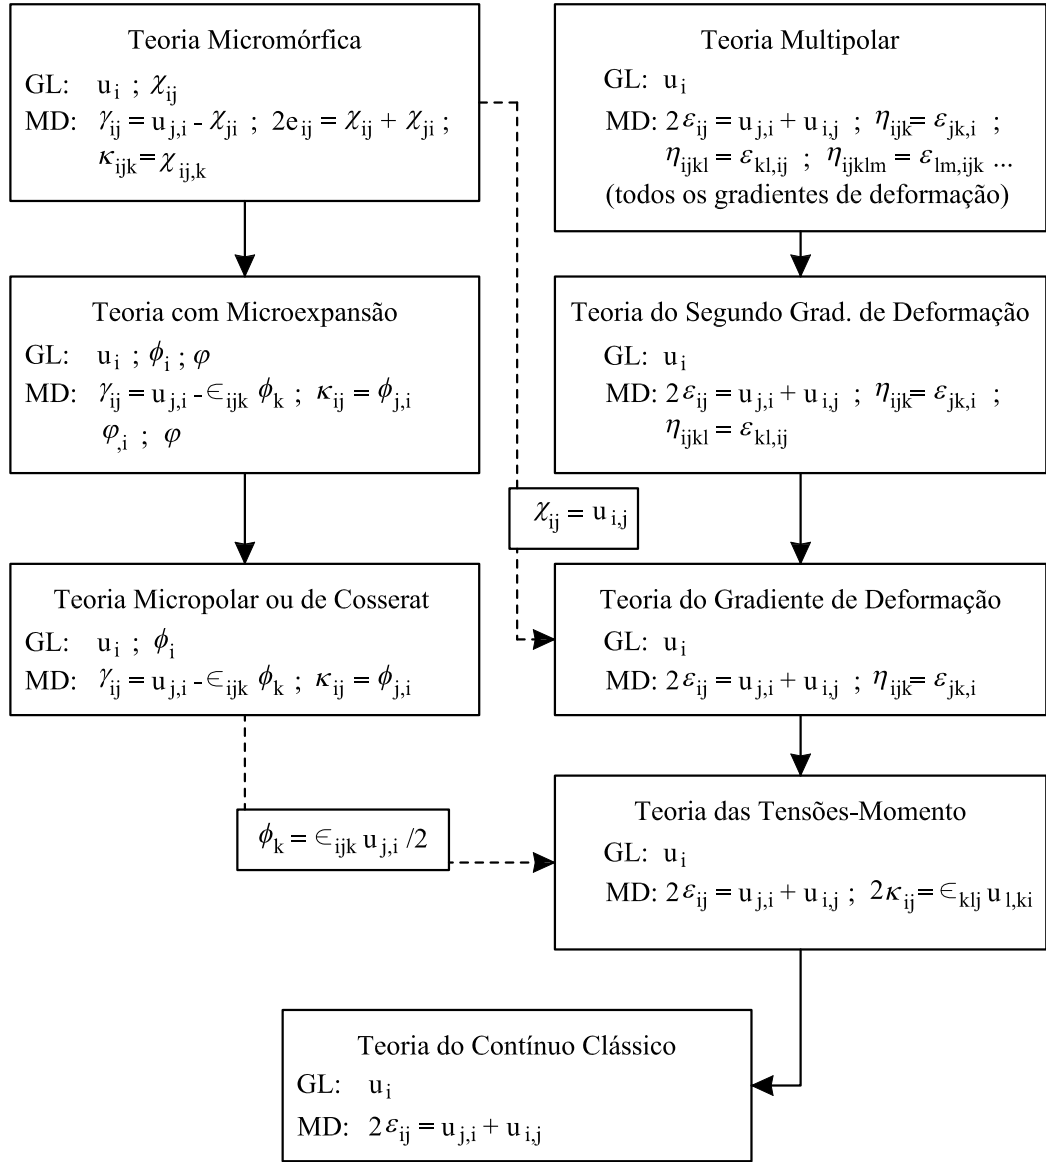 Teoria Micromórfica
GL: u_i ; χ_ij
MD: γ_ij = u_j,i - χ_ji ; 2e_ij = χ_ij + χ_ji ;
κ_ijk = χ_ij,k
Teoria Multipolar
GL: u_i
MD: 2ε_ij = u_j,i + u_i,j ; η_ijk = ε_jk,i ;
η_ijkl = ε_kl,ij ; η_ijklm = ε_lm,ijk ...
(todos os gradientes de deformação)
Teoria com Microexpansão
GL: u_i ; ϕ_i ; φ
MD: γ_ij = u_j,i - ∈_ijk ϕ_k ; κ_ij = ϕ_j,i
φ_,i ; φ
Teoria do Segundo Grad. de Deformação
GL: u_i
MD: 2ε_ij = u_j,i + u_i,j ; η_ijk = ε_jk,i ;
η_ijkl = ε_kl,ij
χ_ij = u_i,j
Teoria Micropolar ou de Cosserat
GL: u_i ; ϕ_i
MD: γ_ij = u_j,i - ∈_ijk ϕ_k ; κ_ij = ϕ_j,i
Teoria do Gradiente de Deformação
GL: u_i
MD: 2ε_ij = u_j,i + u_i,j ; η_ijk = ε_jk,i
ϕ_k = ∈_ijk u_j,i /2
Teoria das Tensões-Momento
GL: u_i
MD: 2ε_ij = u_j,i + u_i,j ; 2κ_ij = ∈_klj u_l,ki
Teoria do Contínuo Clássico
GL: u_i
MD: 2ε_ij = u_j,i + u_i,j